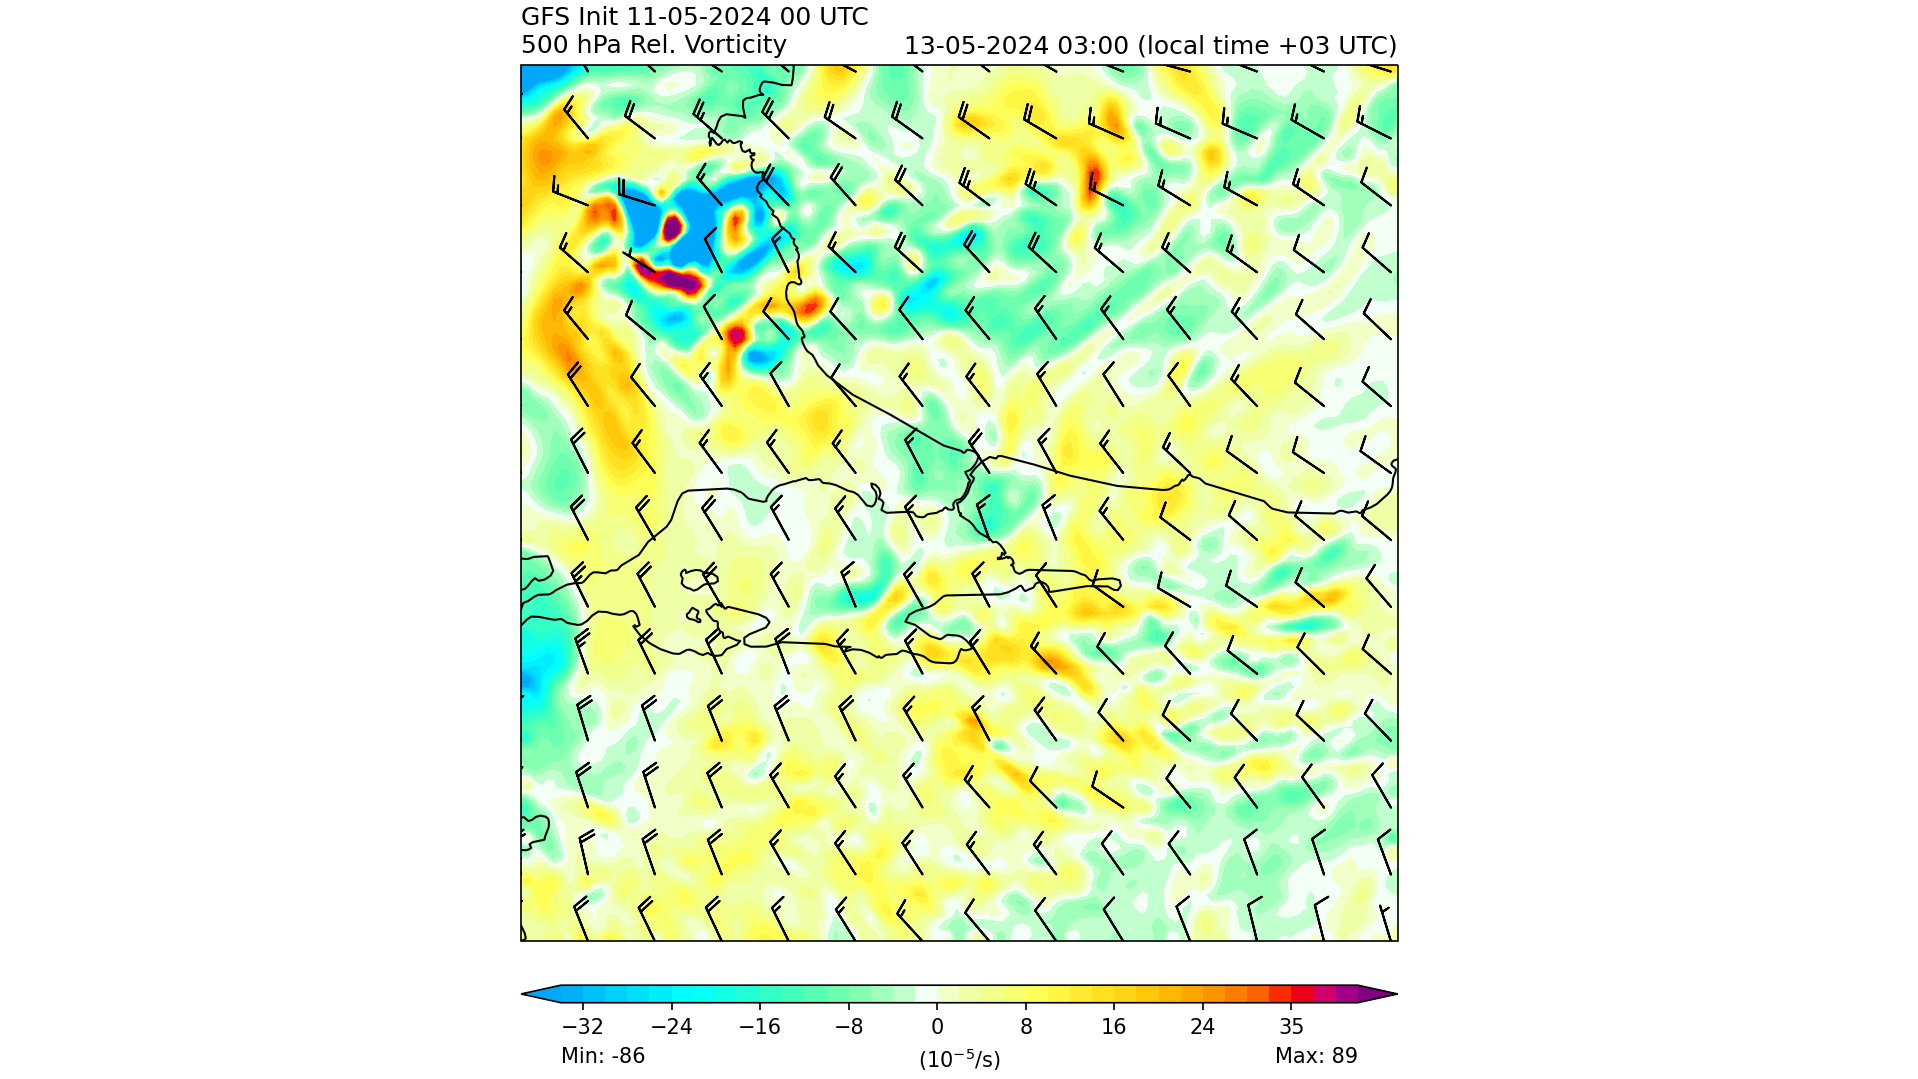 GFS Init 11-05-2024 00 UTC
500 hPa Rel. Vorticity
13-05-2024 03:00 (local time +03 UTC)
−32 −24 −16 −8 0 8 16 24 35
Min: -86 (10⁻⁵/s) Max: 89